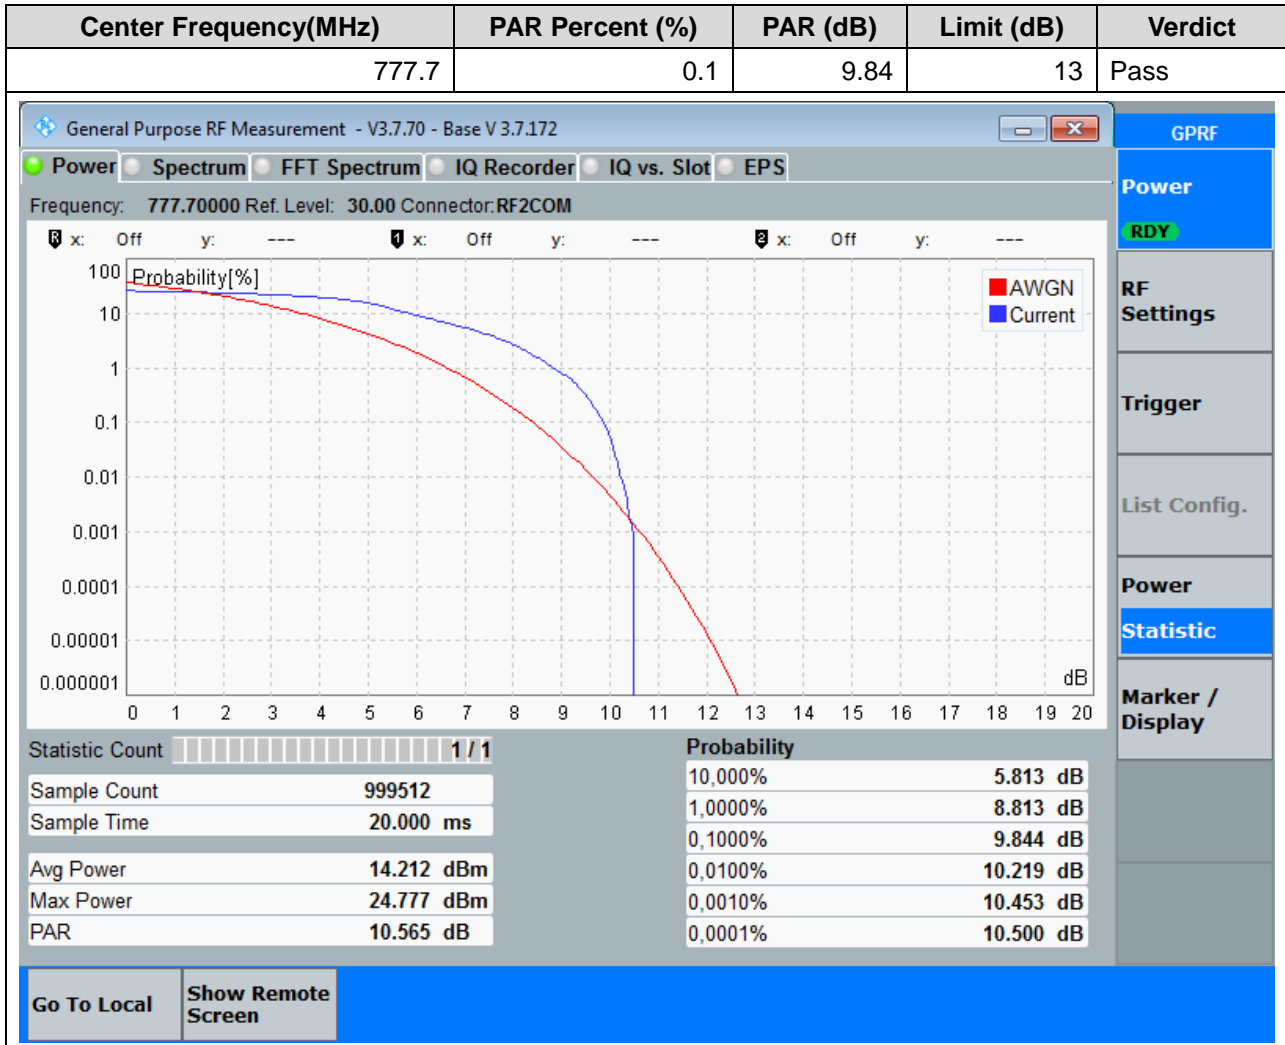 Center Frequency(MHz) PAR Percent (%) PAR (dB) Limit (dB) Verdict
777.7 0.1 9.84 13 Pass
General Purpose RF Measurement - V3.7.70 - Base V 3.7.172
GPRF
Power Spectrum FFT Spectrum IQ Recorder IQ vs. Slot EPS
Frequency: 777.70000 Ref. Level: 30.00 Connector:RF2COM
R x: Off y: --- 1 x: Off y: --- 2 x: Off y: ---
Probability[%]
AWGN
Current
100
10
1
0.1
0.01
0.001
0.0001
0.00001
0.000001
dB
0 1 2 3 4 5 6 7 8 9 10 11 12 13 14 15 16 17 18 19 20
Statistic Count 1 / 1
Sample Count 999512
Sample Time 20.000 ms
Avg Power 14.212 dBm
Max Power 24.777 dBm
PAR 10.565 dB
Probability
10,000% 5.813 dB
1,0000% 8.813 dB
0,1000% 9.844 dB
0,0100% 10.219 dB
0,0010% 10.453 dB
0,0001% 10.500 dB
Power
RDY
RF
Settings
Trigger
List Config.
Power
Statistic
Marker /
Display
Go To Local
Show Remote
Screen